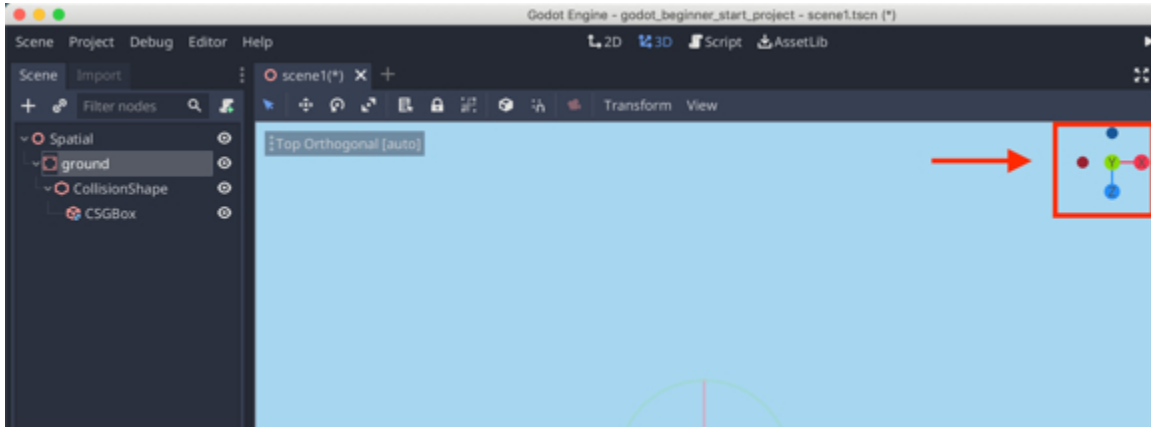 Godot Engine - godot_beginner_start_project - scene1.tscn (*)
Scene Project Debug Editor Help 2D 3D Script AssetLib
Scene Import scene1(*)
Filter nodes Transform View
Spatial
Top Orthogonal [auto]
ground
CollisionShape
CSGBox
Y X
Z